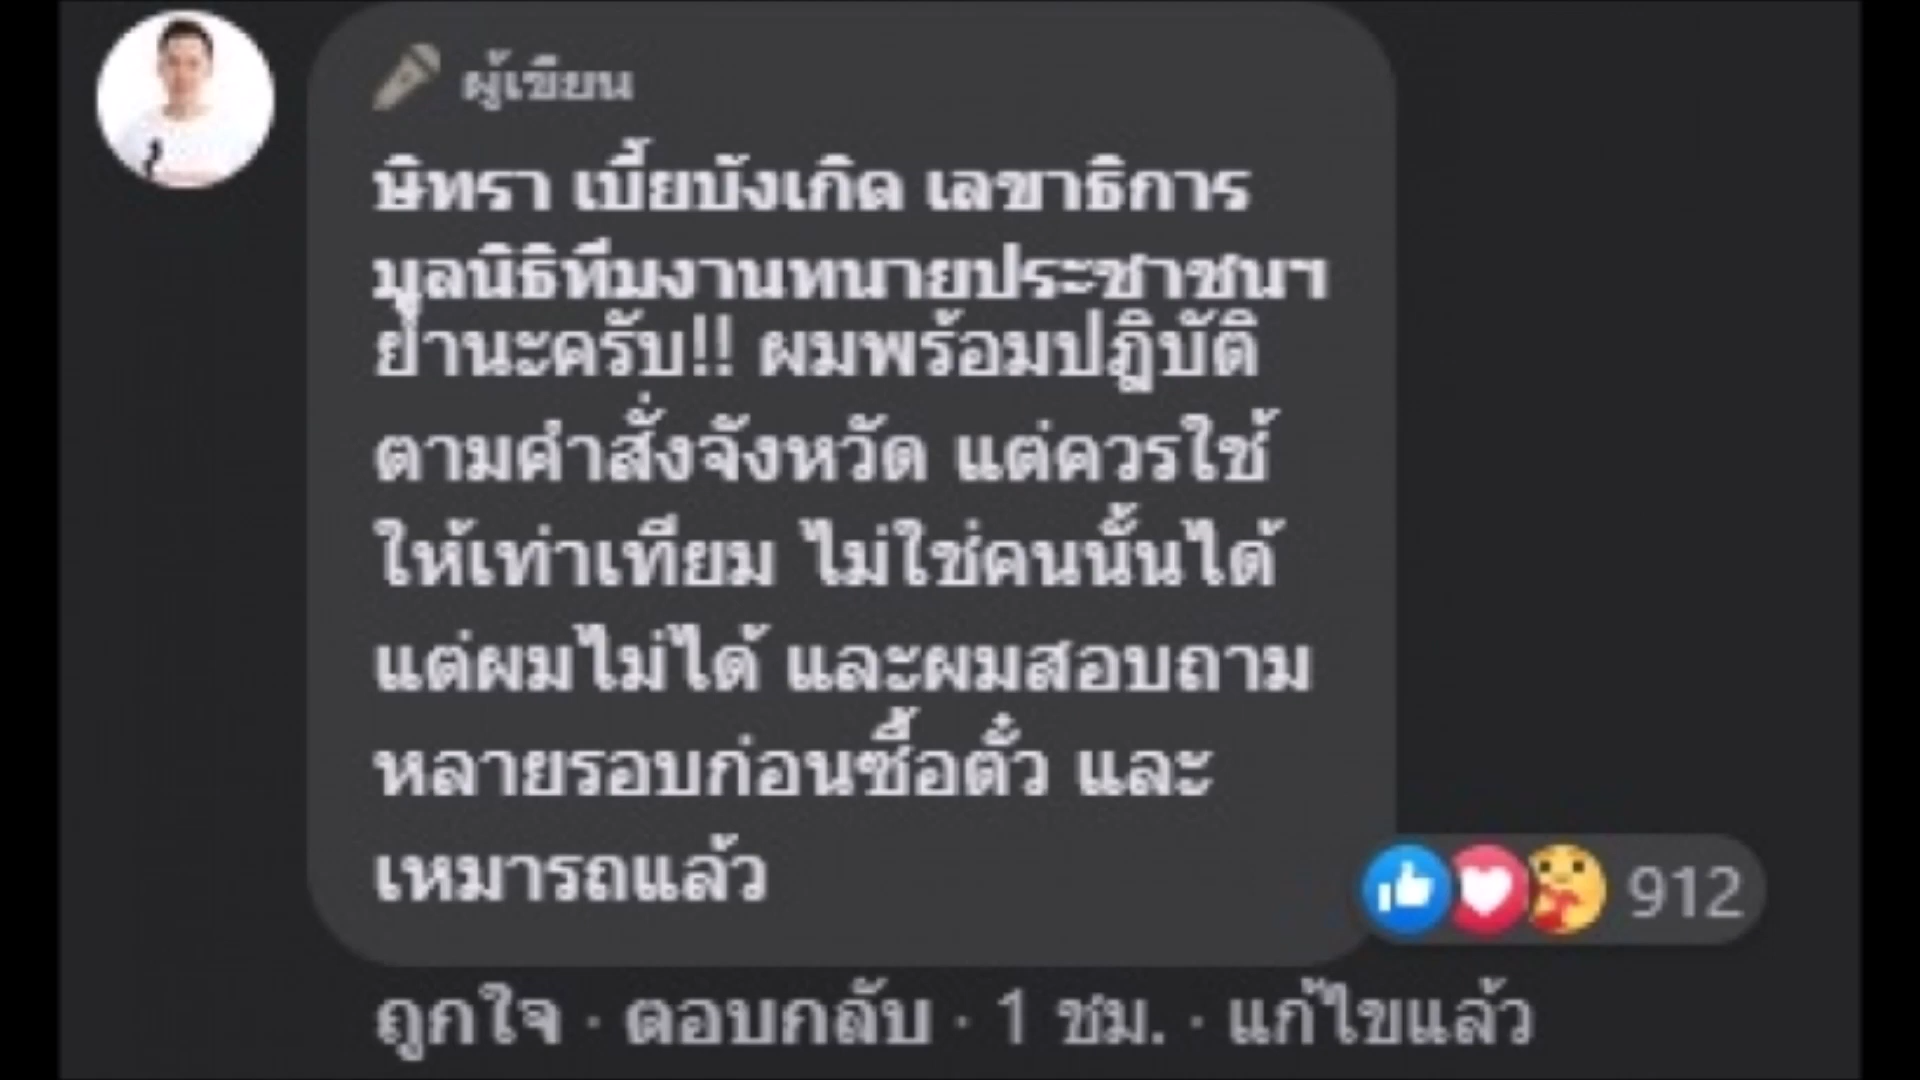 ผู้เขียน
ษิทรา เบี้ยบังเกิด เลขาธิการ
มูลนิธิทีมงานทนายประชาชนฯ
ย้ำนะครับ!! ผมพร้อมปฏิบัติ
ตามคำสั่งจังหวัด แต่ควรใช้
ให้เท่าเทียม ไม่ใช่คนนั้นได้
แต่ผมไม่ได้ และผมสอบถาม
หลายรอบก่อนซื้อตั๋ว และ
เหมารถแล้ว
912
ถูกใจ · ตอบกลับ · 1 ชม. · แก้ไขแล้ว